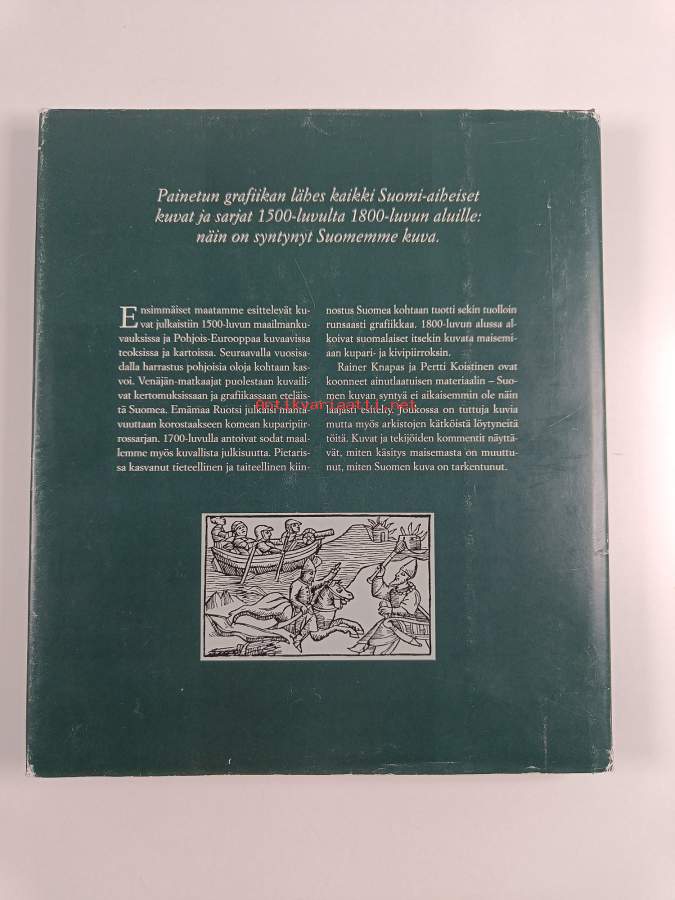 Painetun grafiikan lähes kaikki Suomi-aiheiset
kuvat ja sarjat 1500-luvulta 1800-luvun aluille:
näin on syntynyt Suomemme kuva.
Ensimmäiset maatamme esittelevät ku-
vat julkaistiin 1500-luvun maailmanku-
vauksissa ja Pohjois-Eurooppaa kuvaavissa
teoksissa ja kartoissa. Seuraavalla vuosisa-
dalla harrastus pohjoisia oloja kohtaan kas-
voi. Venäjän-matkaajat puolestaan kuvaili-
vat kertomuksissaan ja grafiikassaan eteläis-
tä Suomea. Emämaa Ruotsi julkaisi mahta-
vuuttaan korostaakseen komean kuparipiir-
rossarjan. 1700-luvulla antoivat sodat maal-
lemme myös kuvallista julkisuutta. Pietaris-
sa kasvanut tieteellinen ja taiteellinen kiin-
nostus Suomea kohtaan tuotti sekin tuolloin
runsaasti grafiikkaa. 1800-luvun alussa al-
koivat suomalaiset itsekin kuvata maisemi-
aan kupari- ja kivipiirroksin.
Rainer Knapas ja Pertti Koistinen ovat
koonneet ainutlaatuisen materiaalin – Suo-
men kuvan syntyä ei aikaisemmin ole näin
laajasti esitelty. Joukossa on tuttuja kuvia
mutta myös arkistojen kätköistä löytyneitä
töitä. Kuvat ja tekijöiden kommentit näyttä-
vät, miten käsitys maisemasta on muuttu-
nut, miten Suomen kuva on tarkentunut.
antikvariaatti.net